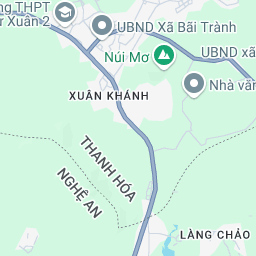 ng THPT
ư Xuân 2
UBND Xã Bãi Trành
Núi Mơ
UBND xã
Nhà văn
XUÂN KHÁNH
THANH HÓA
NGHỆ AN
LÀNG CHẢO